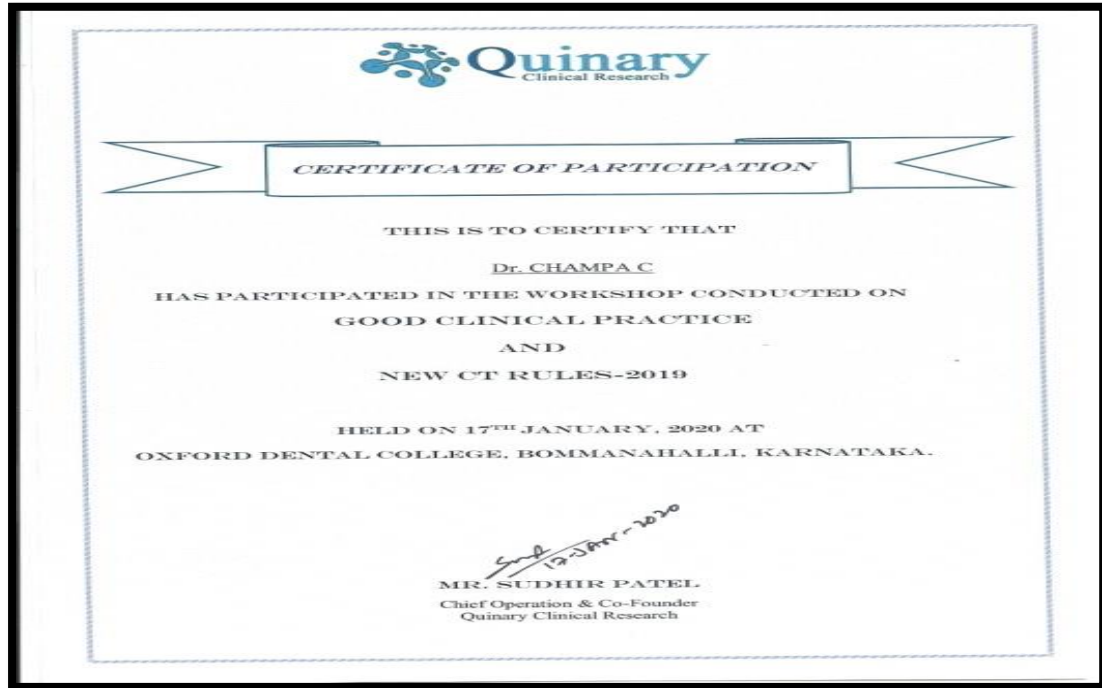 Quinary
Clinical Research
CERTIFICATE OF PARTICIPATION
THIS IS TO CERTIFY THAT
Dr. CHAMPA C
HAS PARTICIPATED IN THE WORKSHOP CONDUCTED ON
GOOD CLINICAL PRACTICE
AND
NEW CT RULES-2019
HELD ON 17TH JANUARY, 2020 AT
OXFORD DENTAL COLLEGE, BOMMANAHALLI, KARNATAKA.
17-JAN-2020
MR. SUDHIR PATEL
Chief Operation & Co-Founder
Quinary Clinical Research